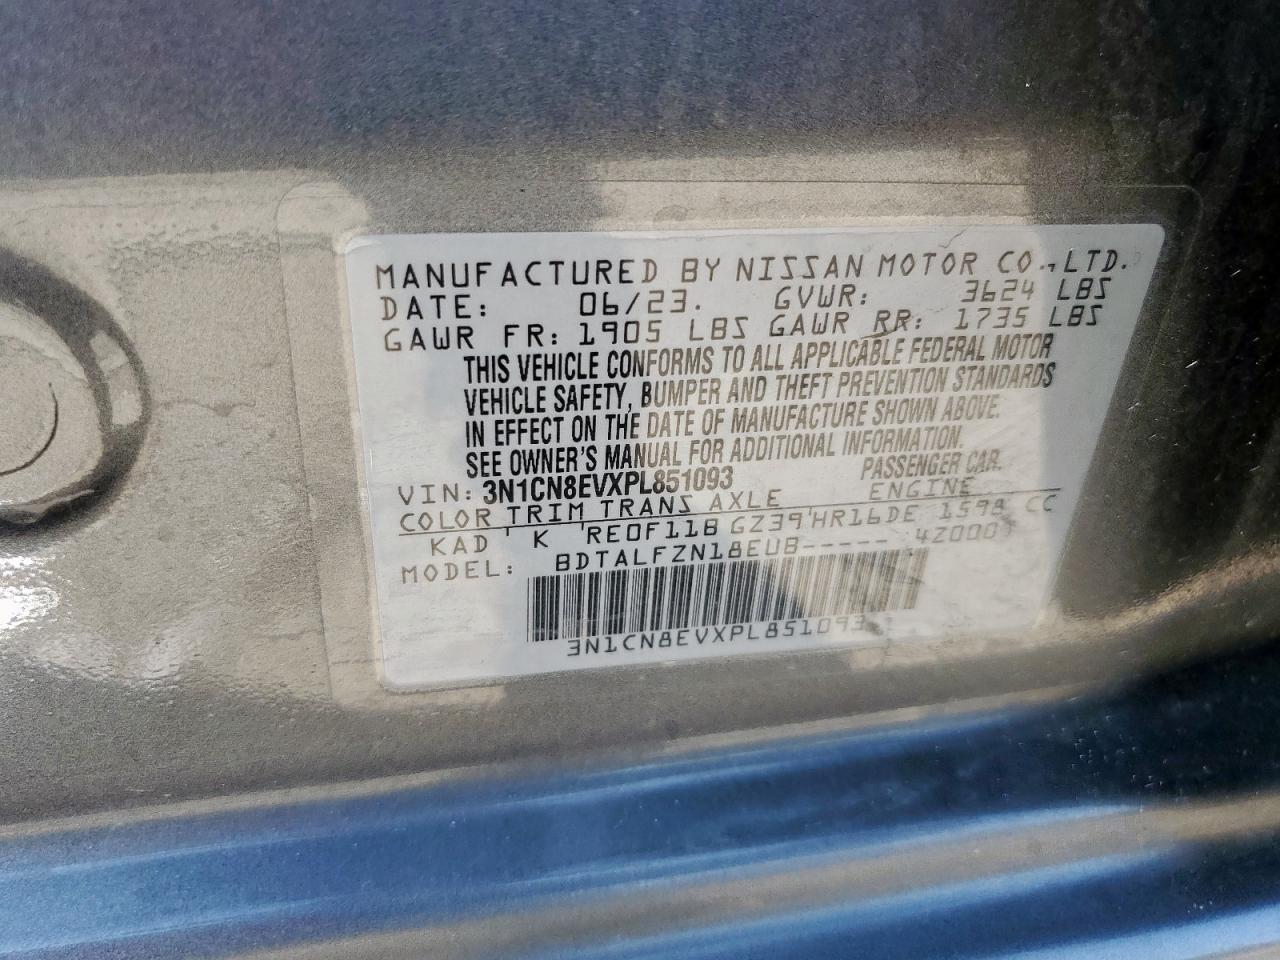 MANUFACTURED BY NISSAN MOTOR CO., LTD.
DATE: 06/23. GVWR: 3624 LBS
GAWR FR: 1905 LBS GAWR RR: 1735 LBS
THIS VEHICLE CONFORMS TO ALL APPLICABLE FEDERAL MOTOR
VEHICLE SAFETY, BUMPER AND THEFT PREVENTION STANDARDS
IN EFFECT ON THE DATE OF MANUFACTURE SHOWN ABOVE.
SEE OWNER'S MANUAL FOR ADDITIONAL INFORMATION.
VIN: 3N1CN8EVXPL851093 PASSENGER CAR.
COLOR TRIM TRANS AXLE ENGINE
KAD K RE0F11B GZ39 HR16DE 1598 CC
MODEL: BDTALFZN18EUB-----
3N1CN8EVXPL851093